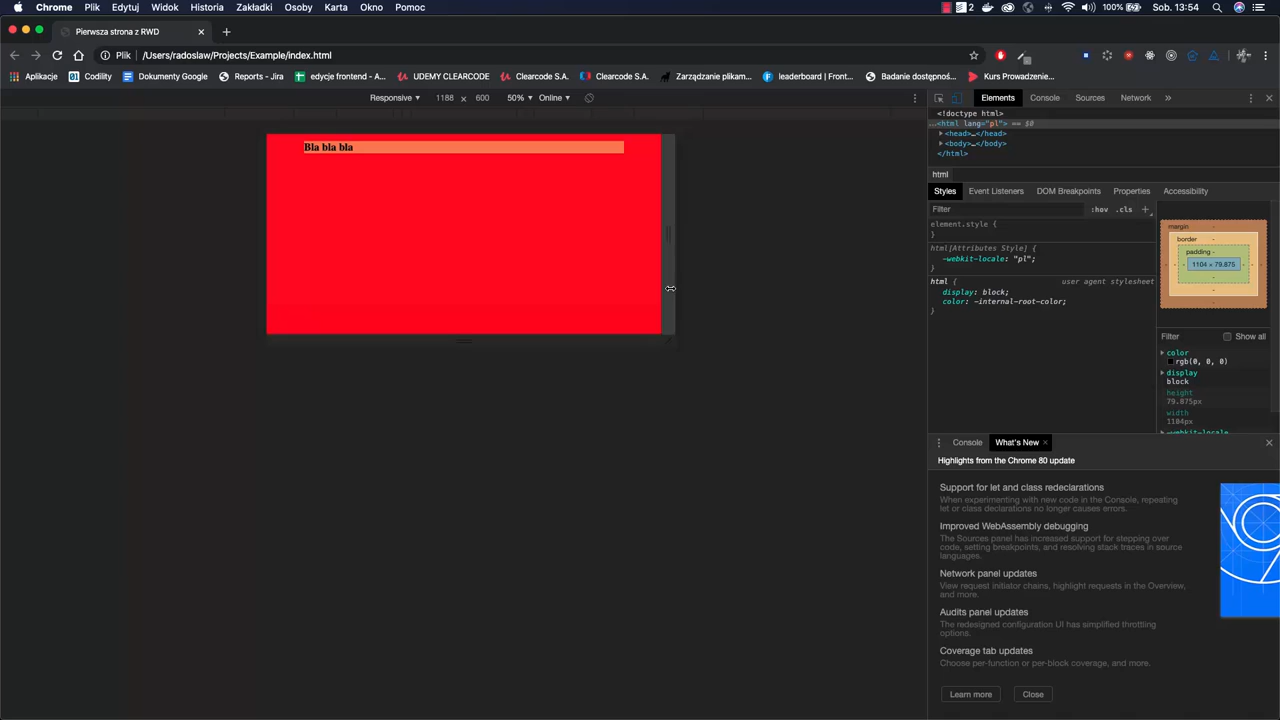 Chrome Plik Edytuj Widok Historia Zakładki Osoby Karta Okno Pomoc 2 100% Sob. 13:54
Pierwsza strona z RWD
Plik /Users/radoslaw/Projects/Example/index.html
Aplikacje Codility Dokumenty Google Reports - Jira edycje frontend - A... UDEMY CLEARCODE Clearcode S.A. Clearcode S.A. Zarządzanie plikam... leaderboard | Front... Badanie dostępnoś... Kurs Prowadzenie...
Responsive 1188 × 600 50% Online
Elements Console Sources Network »
<!doctype html>
...<html lang="pl"> == $0
<head>…</head>
<body>…</body>
</html>
Bla bla bla
html
Styles Event Listeners DOM Breakpoints Properties Accessibility
Filter :hov .cls +
element.style {
}
html[Attributes Style] {
-webkit-locale: "pl";
}
html { user agent stylesheet
display: block;
color: -internal-root-color;
}
margin -
border -
padding -
1104 × 79.875
Filter Show all
color
rgb(0, 0, 0)
display
block
height
79.875px
width
1104px
-webkit-locale
Console What's New
Highlights from the Chrome 80 update
Support for let and class redeclarations
When experimenting with new code in the Console, repeating
let or class declarations no longer causes errors.
Improved WebAssembly debugging
The Sources panel has increased support for stepping over
code, setting breakpoints, and resolving stack traces in source
languages.
Network panel updates
View request initiator chains, highlight requests in the Overview,
and more.
Audits panel updates
The redesigned configuration UI has simplified throttling
options.
Coverage tab updates
Choose per-function or per-block coverage, and more.
Learn more Close